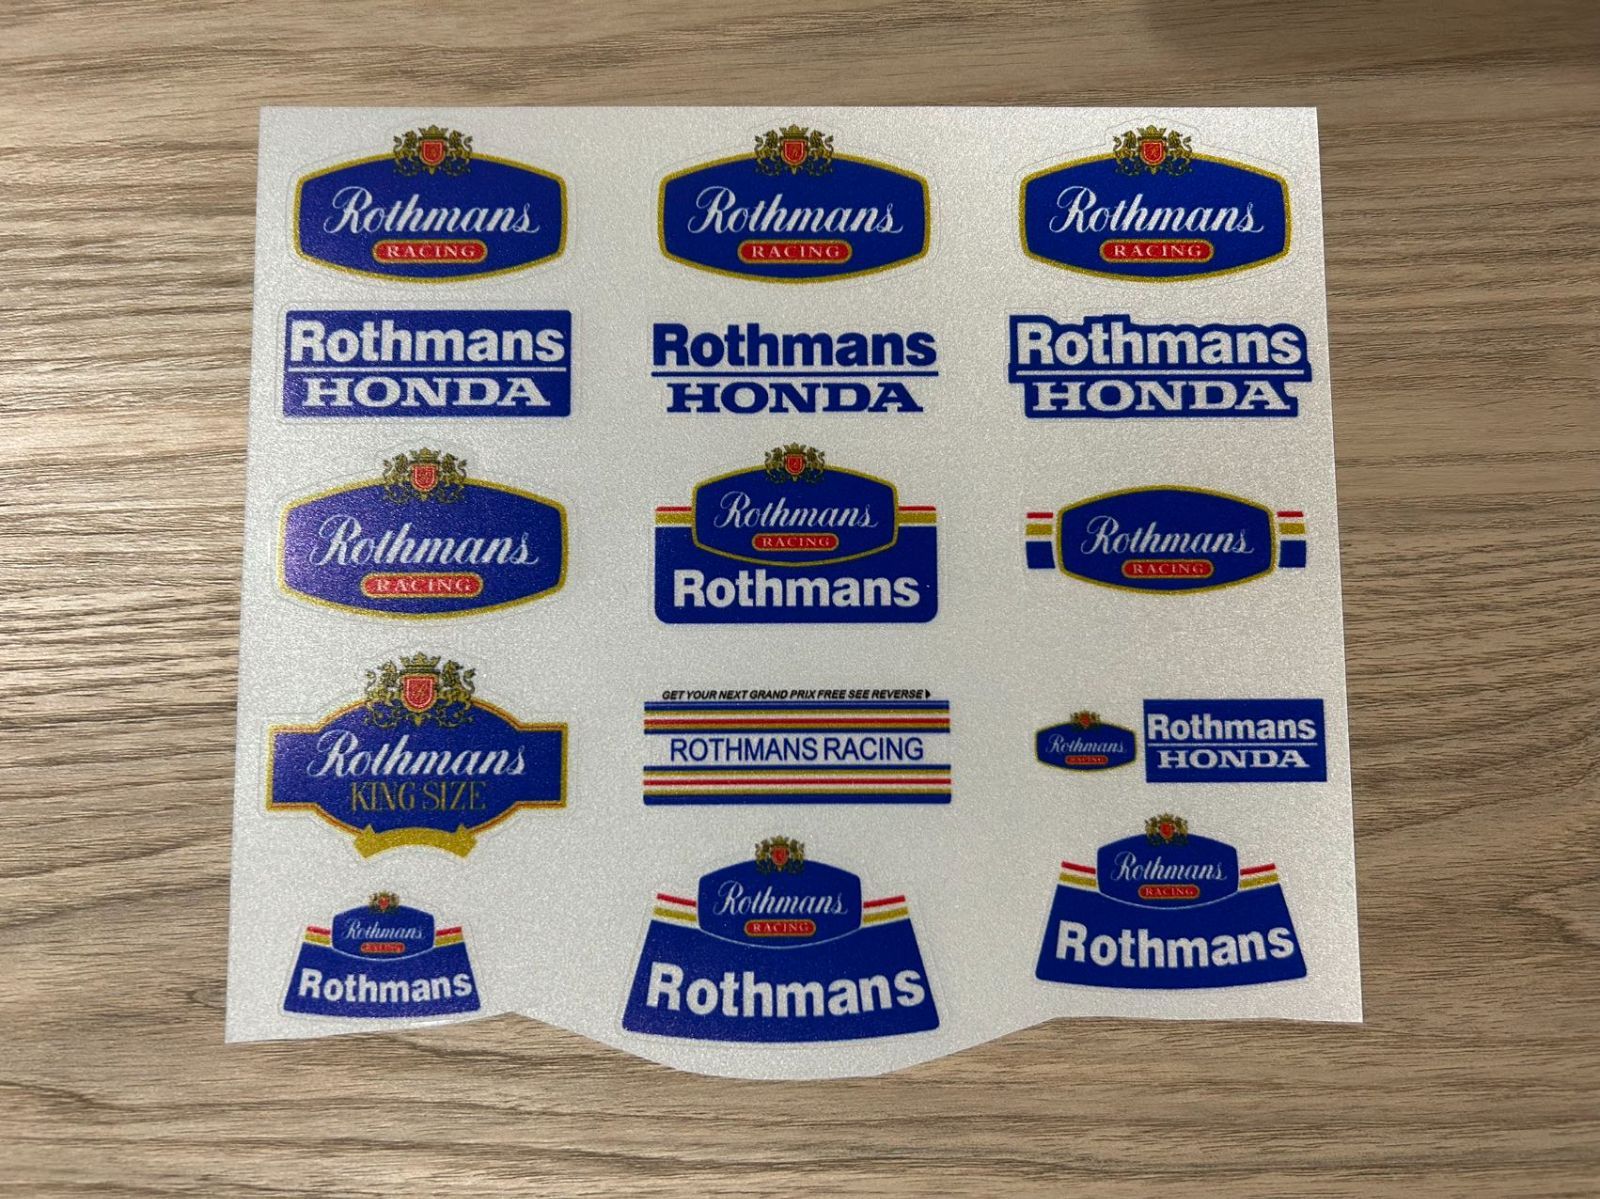 Rothmans
RACING
Rothmans
RACING
Rothmans
RACING
Rothmans
HONDA
Rothmans
HONDA
Rothmans
HONDA
Rothmans
RACING
Rothmans
RACING
Rothmans
Rothmans
RACING
Rothmans
KING SIZE
GET YOUR NEXT GRAND PRIX FREE SEE REVERSE
ROTHMANS RACING
Rothmans
RACING
Rothmans
HONDA
Rothmans
RACING
Rothmans
Rothmans
RACING
Rothmans
Rothmans
RACING
Rothmans